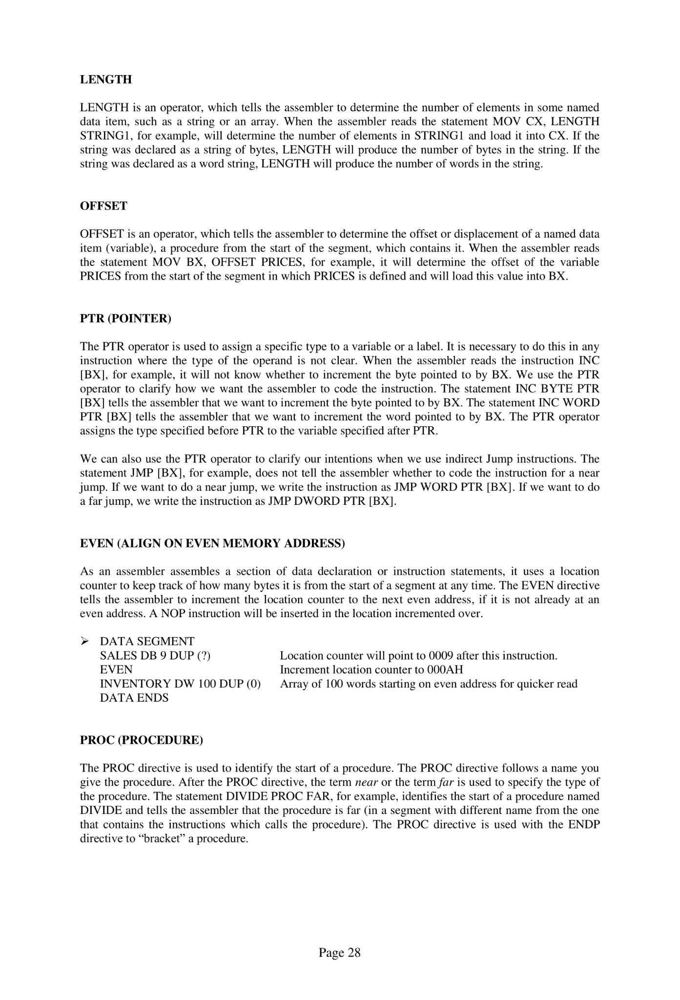 LENGTH
LENGTH is an operator, which tells the assembler to determine the number of elements in some named
data item, such as a string or an array. When the assembler reads the statement MOV CX, LENGTH
STRING1, for example, will determine the number of elements in STRING1 and load it into CX. If the
string was declared as a string of bytes, LENGTH will produce the number of bytes in the string. If the
string was declared as a word string, LENGTH will produce the number of words in the string.
OFFSET
OFFSET is an operator, which tells the assembler to determine the offset or displacement of a named data
item (variable), a procedure from the start of the segment, which contains it. When the assembler reads
the statement MOV BX, OFFSET PRICES, for example, it will determine the offset of the variable
PRICES from the start of the segment in which PRICES is defined and will load this value into BX.
PTR (POINTER)
The PTR operator is used to assign a specific type to a variable or a label. It is necessary to do this in any
instruction where the type of the operand is not clear. When the assembler reads the instruction INC
[BX], for example, it will not know whether to increment the byte pointed to by BX. We use the PTR
operator to clarify how we want the assembler to code the instruction. The statement INC BYTE PTR
[BX] tells the assembler that we want to increment the byte pointed to by BX. The statement INC WORD
PTR [BX] tells the assembler that we want to increment the word pointed to by BX. The PTR operator
assigns the type specified before PTR to the variable specified after PTR.
We can also use the PTR operator to clarify our intentions when we use indirect Jump instructions. The
statement JMP [BX], for example, does not tell the assembler whether to code the instruction for a near
jump. If we want to do a near jump, we write the instruction as JMP WORD PTR [BX]. If we want to do
a far jump, we write the instruction as JMP DWORD PTR [BX].
EVEN (ALIGN ON EVEN MEMORY ADDRESS)
As an assembler assembles a section of data declaration or instruction statements, it uses a location
counter to keep track of how many bytes it is from the start of a segment at any time. The EVEN directive
tells the assembler to increment the location counter to the next even address, if it is not already at an
even address. A NOP instruction will be inserted in the location incremented over.
➢ DATA SEGMENT
SALES DB 9 DUP (?) Location counter will point to 0009 after this instruction.
EVEN Increment location counter to 000AH
INVENTORY DW 100 DUP (0) Array of 100 words starting on even address for quicker read
DATA ENDS
PROC (PROCEDURE)
The PROC directive is used to identify the start of a procedure. The PROC directive follows a name you
give the procedure. After the PROC directive, the term near or the term far is used to specify the type of
the procedure. The statement DIVIDE PROC FAR, for example, identifies the start of a procedure named
DIVIDE and tells the assembler that the procedure is far (in a segment with different name from the one
that contains the instructions which calls the procedure). The PROC directive is used with the ENDP
directive to “bracket” a procedure.
Page 28